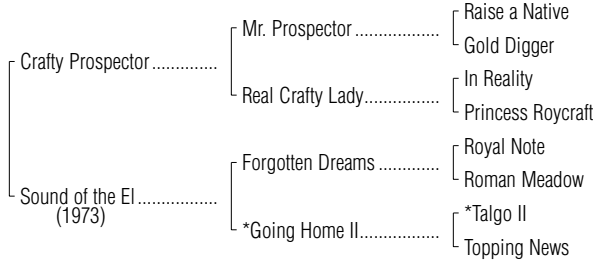 Raise a Native
Mr. Prospector ..................
Gold Digger
Crafty Prospector ..............
In Reality
Real Crafty Lady ................
Princess Roycraft
Royal Note
Forgotten Dreams .............
Roman Meadow
Sound of the El .................
(1973)
*Talgo II
*Going Home II .................
Topping News